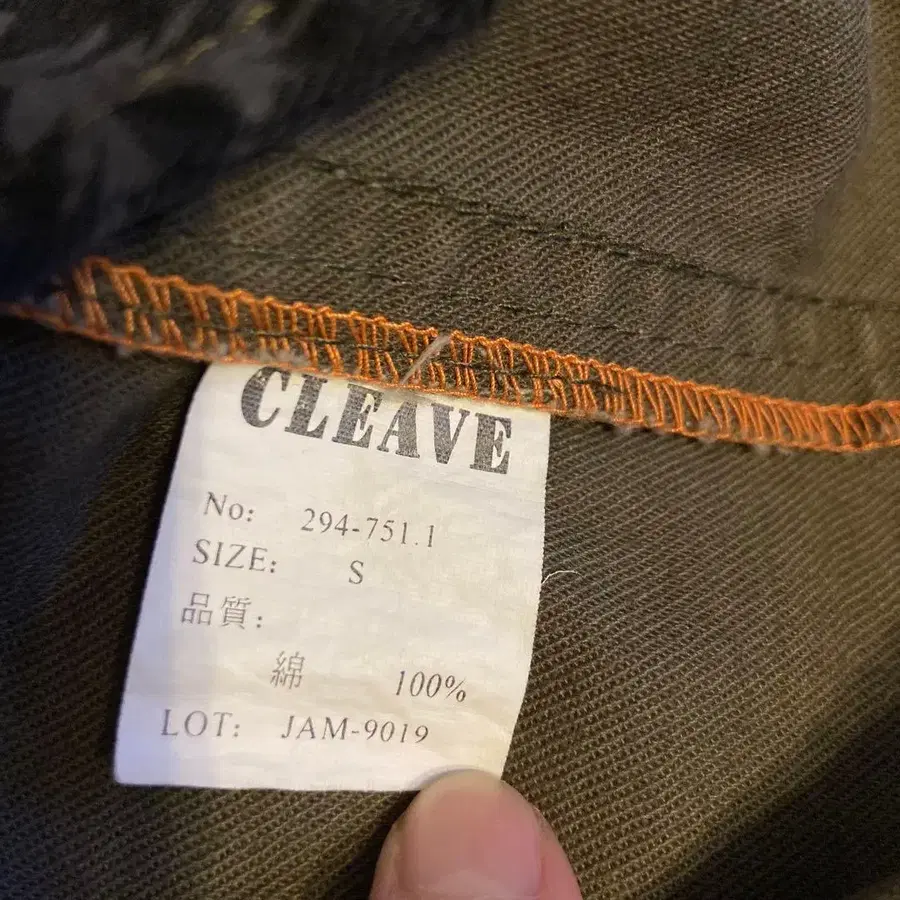 CLEAVE
No: 294-751.1
SIZE: S
品質:
綿 100%
LOT: JAM-9019